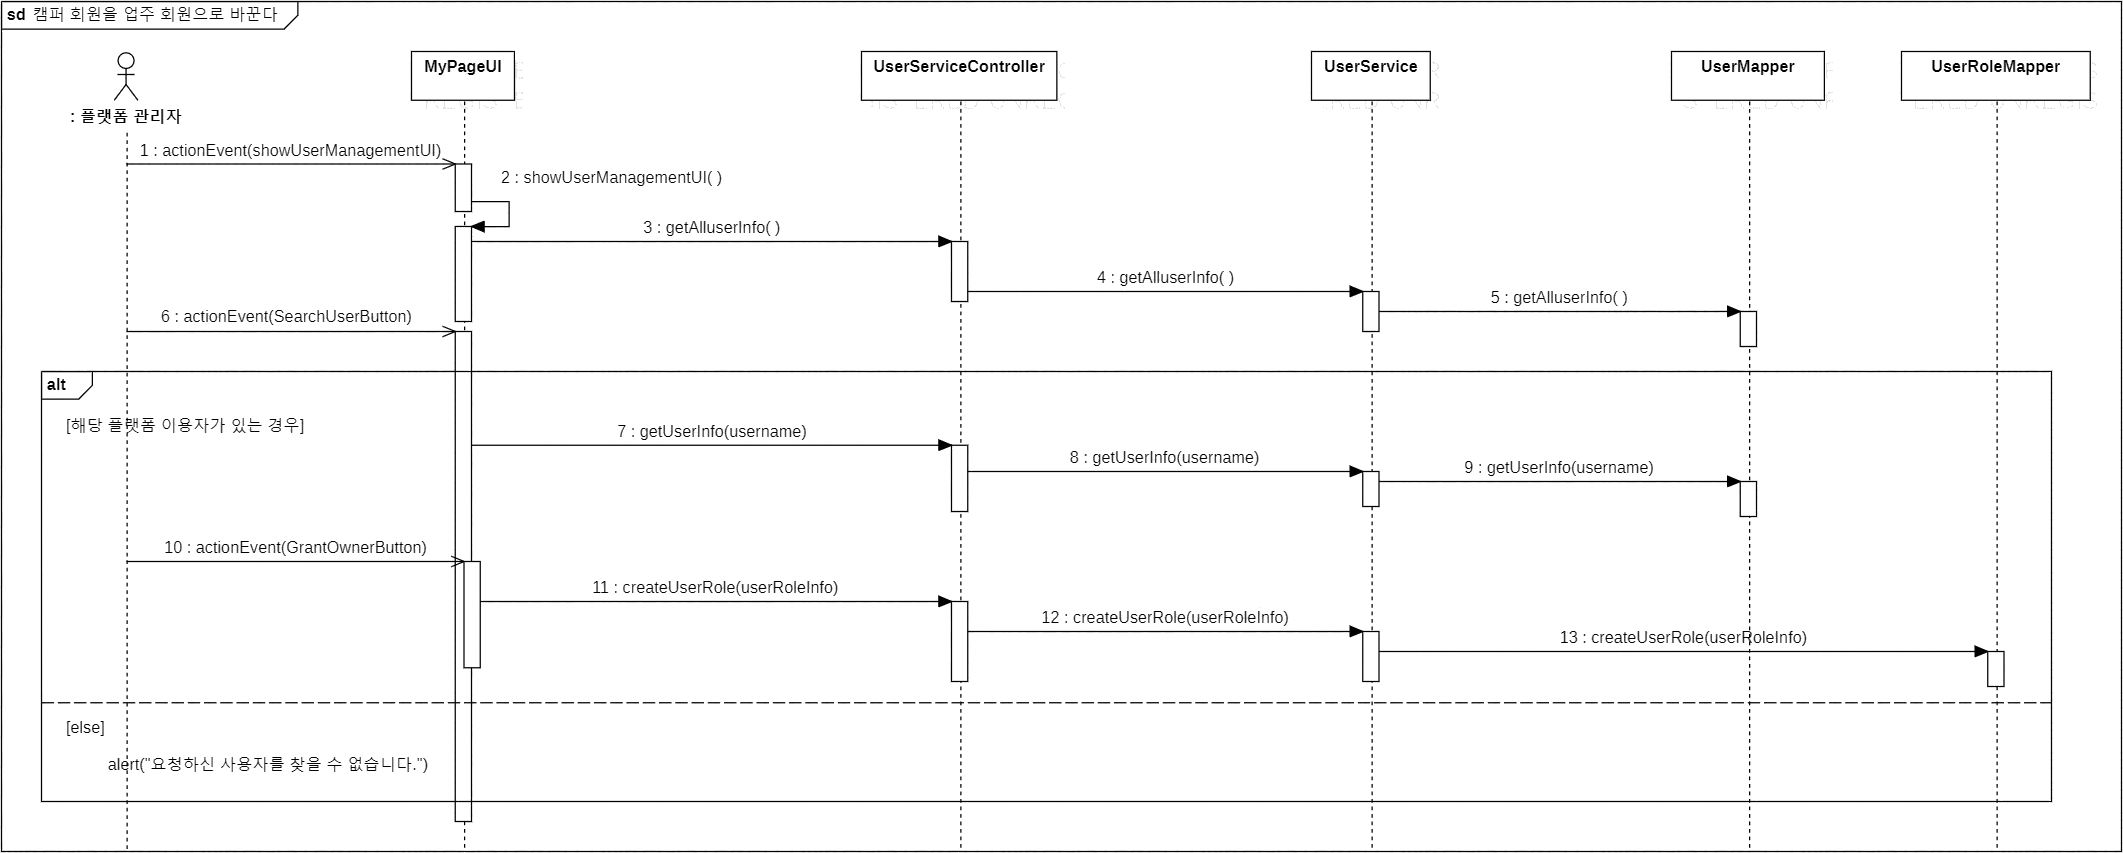 sd 캠퍼 회원을 업주 회원으로 바꾼다
MyPageUI
UserServiceController
UserService
UserMapper
UserRoleMapper
: 플랫폼 관리자
1 : actionEvent(showUserManagementUI)
2 : showUserManagementUI( )
3 : getAlluserInfo( )
4 : getAlluserInfo( )
5 : getAlluserInfo( )
6 : actionEvent(SearchUserButton)
alt
[해당 플랫폼 이용자가 있는 경우]
7 : getUserInfo(username)
8 : getUserInfo(username)
9 : getUserInfo(username)
10 : actionEvent(GrantOwnerButton)
11 : createUserRole(userRoleInfo)
12 : createUserRole(userRoleInfo)
13 : createUserRole(userRoleInfo)
[else]
alert("요청하신 사용자를 찾을 수 없습니다.")